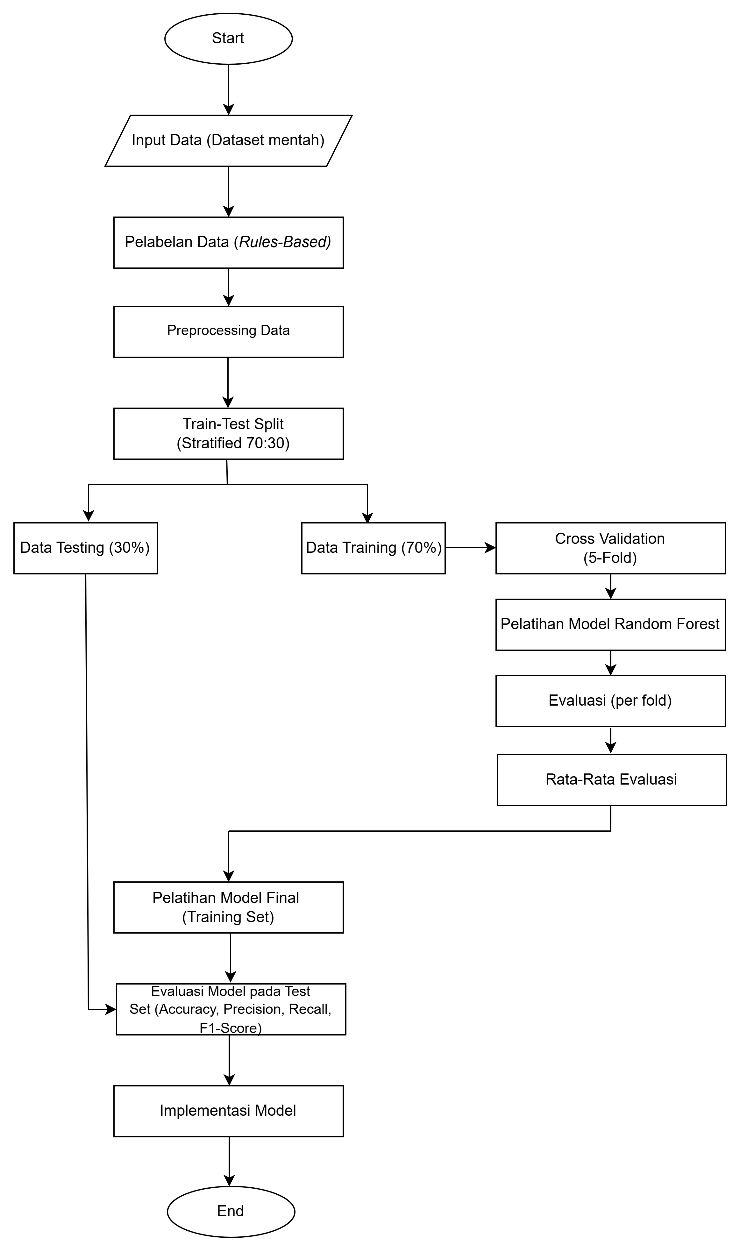 Start
Input Data (Dataset mentah)
Pelabelan Data (Rules-Based)
Preprocessing Data
Train-Test Split
(Stratified 70:30)
Data Testing (30%)
Data Training (70%)
Cross Validation
(5-Fold)
Pelatihan Model Random Forest
Evaluasi (per fold)
Rata-Rata Evaluasi
Pelatihan Model Final
(Training Set)
Evaluasi Model pada Test
Set (Accuracy, Precision, Recall,
F1-Score)
Implementasi Model
End